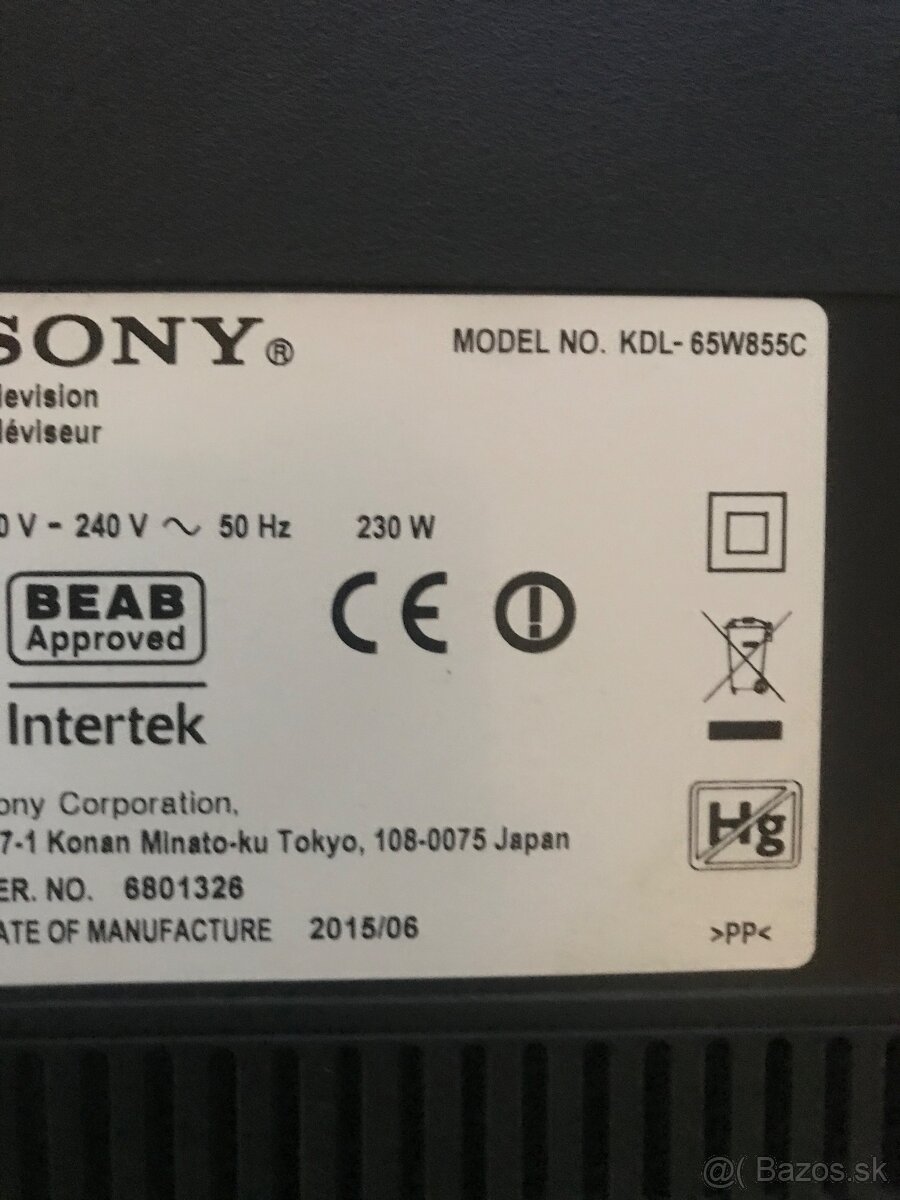 SONY®
MODEL NO. KDL- 65W855C
levision
léviseur
0 V - 240 V ~ 50 Hz 230 W
BEAB
Approved
CE
Intertek
Hg
ony Corporation,
7-1 Konan Minato-ku Tokyo, 108-0075 Japan
ER. NO. 6801326
ATE OF MANUFACTURE 2015/06
>PP<
@( Bazos.sk